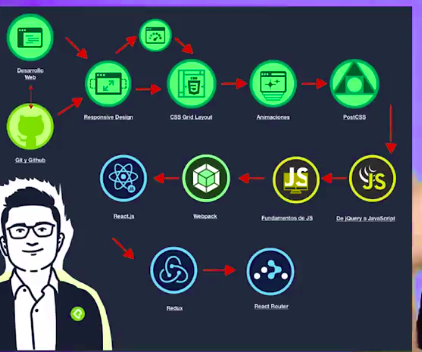 Desarrollo
Web
Responsive Design
CSS Grid Layout
Animaciones
PostCSS
Git y Github
React.js
Webpack
Fundamentos de JS
De jQuery a JavaScript
Redux
React Router
CSS
JS
JS